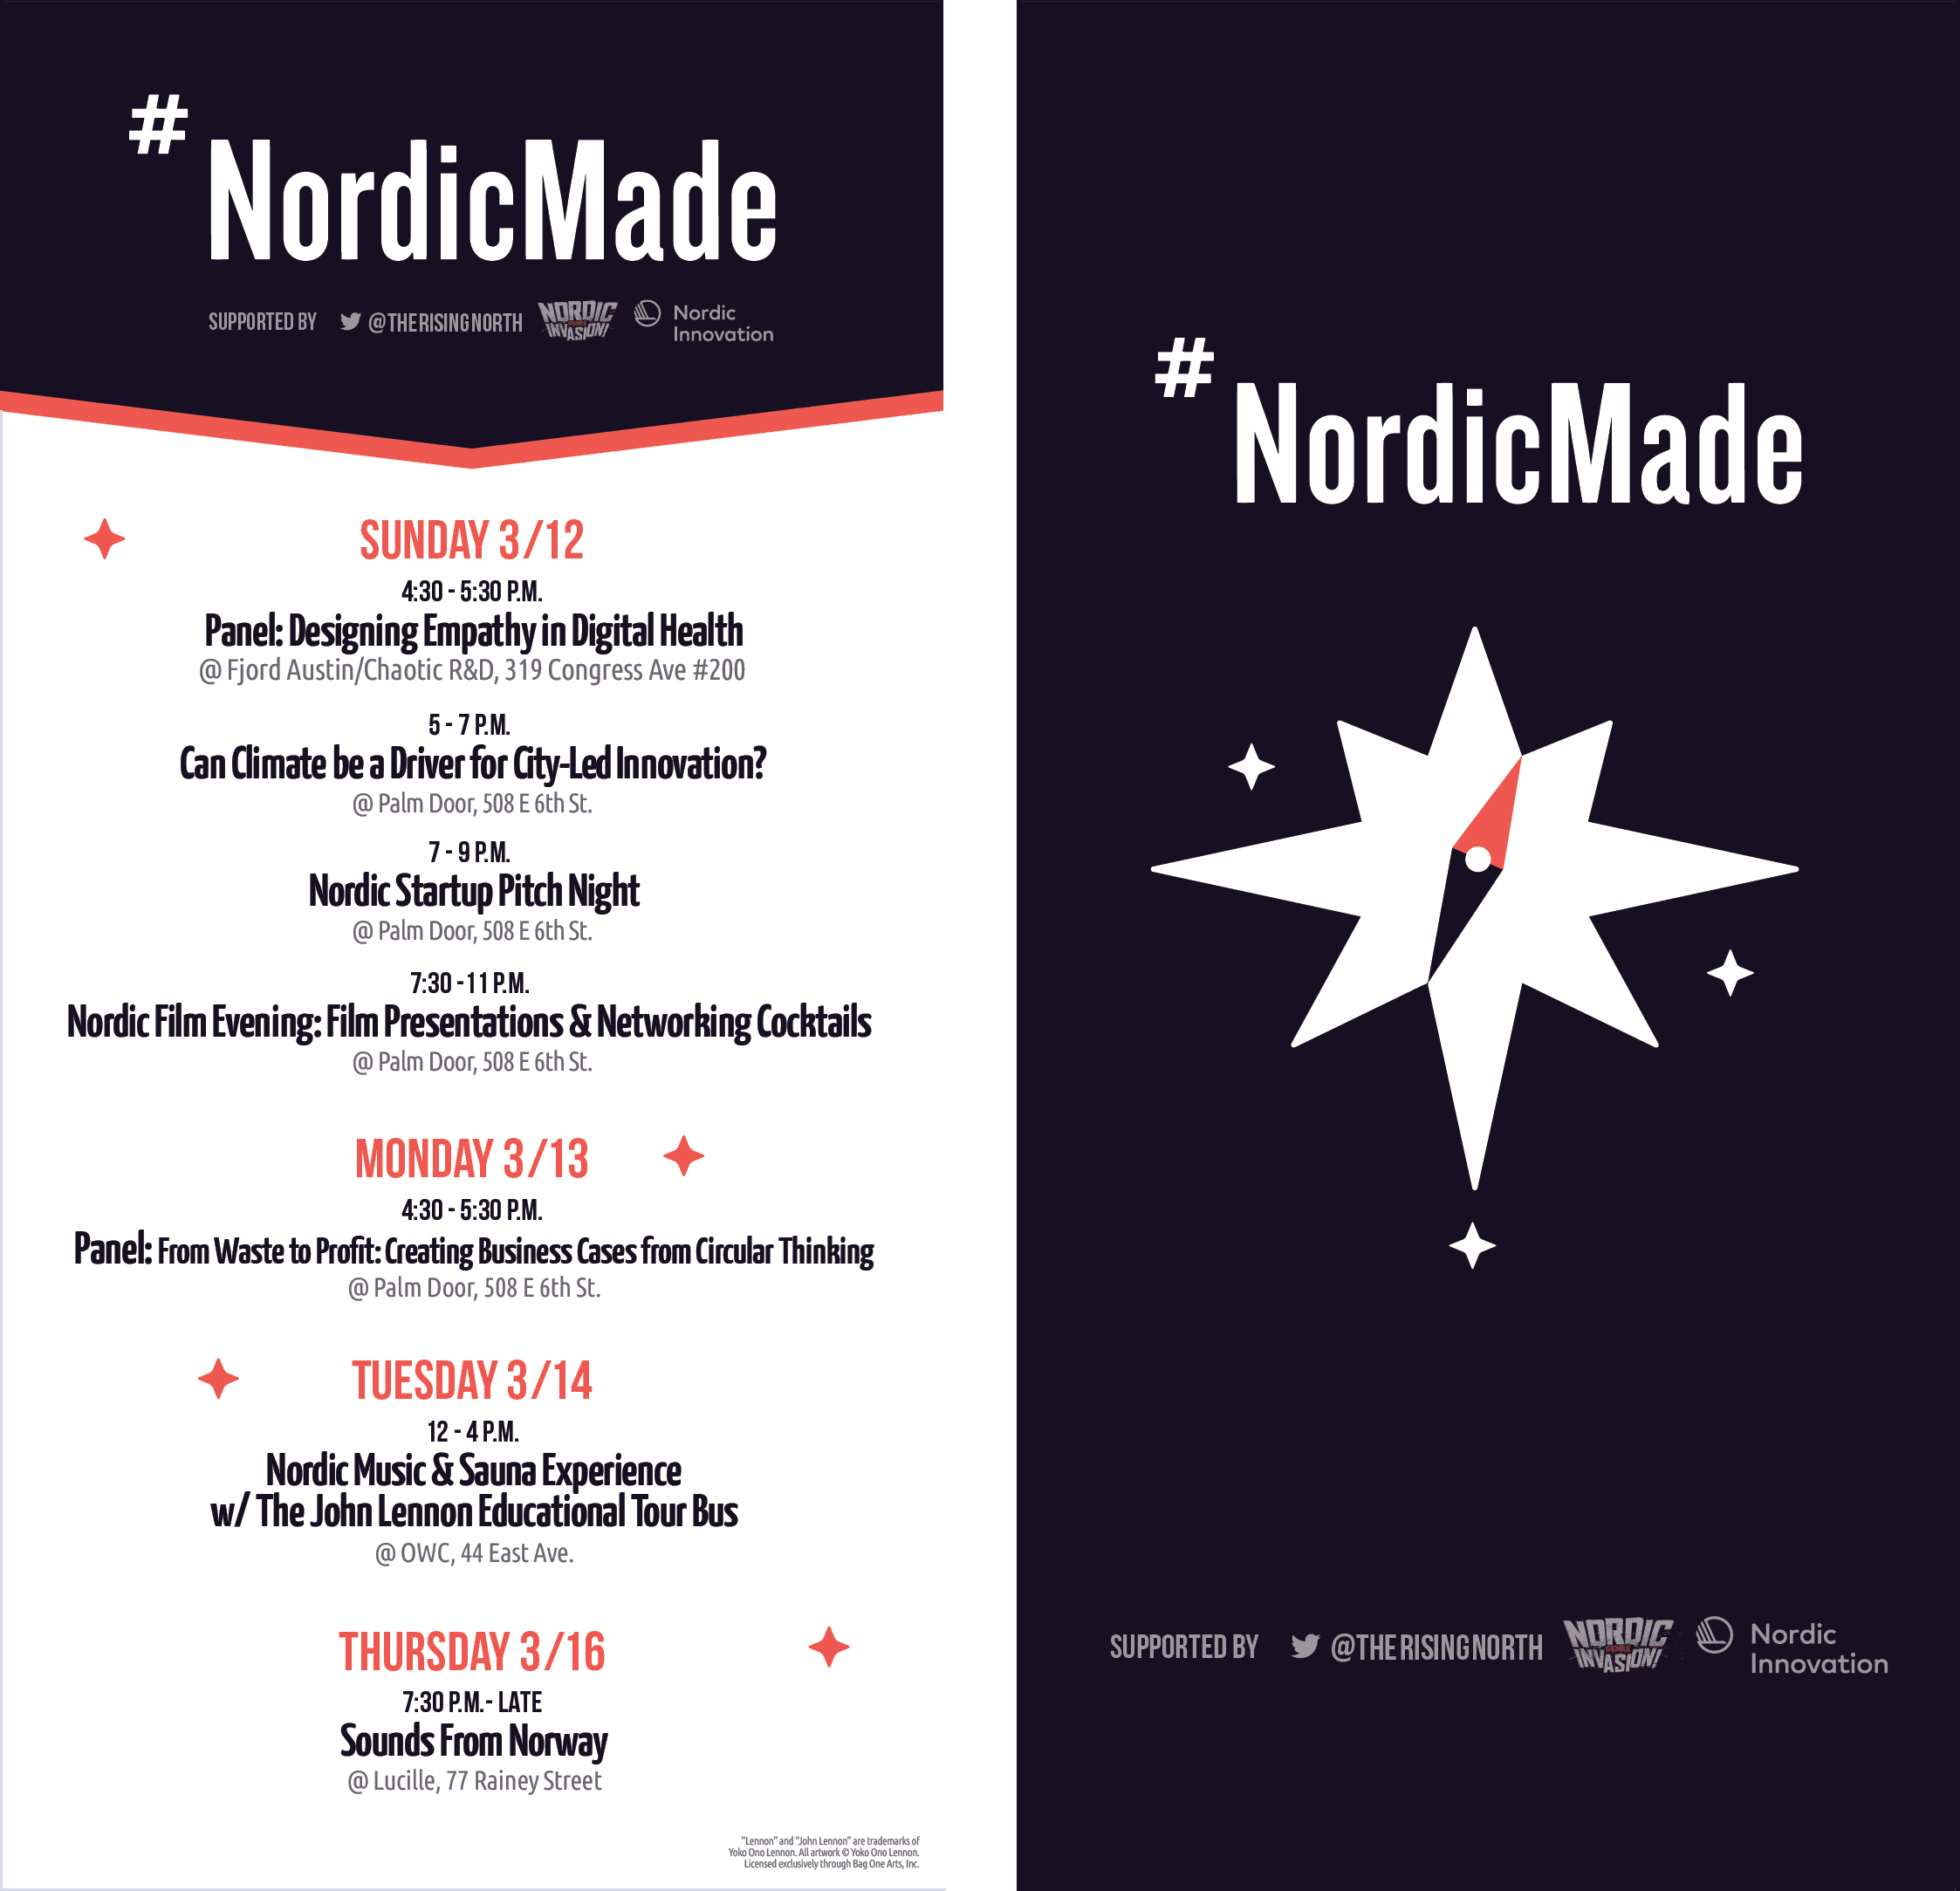 #NordicMade
SUPPORTED BY @THERISINGNORTH NORDIC GENRE INVASION! Nordic Innovation
SUNDAY 3/12
4:30 - 5:30 P.M.
Panel: Designing Empathy in Digital Health
@ Fjord Austin/Chaotic R&D, 319 Congress Ave #200
5 - 7 P.M.
Can Climate be a Driver for City-Led Innovation?
@ Palm Door, 508 E 6th St.
7 - 9 P.M.
Nordic Startup Pitch Night
@ Palm Door, 508 E 6th St.
7:30 -11 P.M.
Nordic Film Evening: Film Presentations & Networking Cocktails
@ Palm Door, 508 E 6th St.
MONDAY 3/13
4:30 - 5:30 P.M.
Panel: From Waste to Profit: Creating Business Cases from Circular Thinking
@ Palm Door, 508 E 6th St.
TUESDAY 3/14
12 - 4 P.M.
Nordic Music & Sauna Experience
w/ The John Lennon Educational Tour Bus
@ OWC, 44 East Ave.
THURSDAY 3/16
7:30 P.M.- LATE
Sounds From Norway
@ Lucille, 77 Rainey Street
"Lennon" and "John Lennon" are trademarks of
Yoko Ono Lennon. All artwork © Yoko Ono Lennon.
Licensed exclusively through Bag One Arts, Inc.
#NordicMade
SUPPORTED BY @THERISINGNORTH NORDIC GENRE INVASION! Nordic Innovation